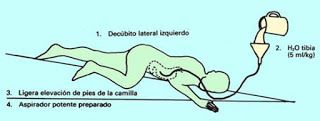 1. Decúbito lateral izquierdo
2. H₂O tibia
(5 ml/kg)
3. Ligera elevación de pies de la camilla
4. Aspirador potente preparado